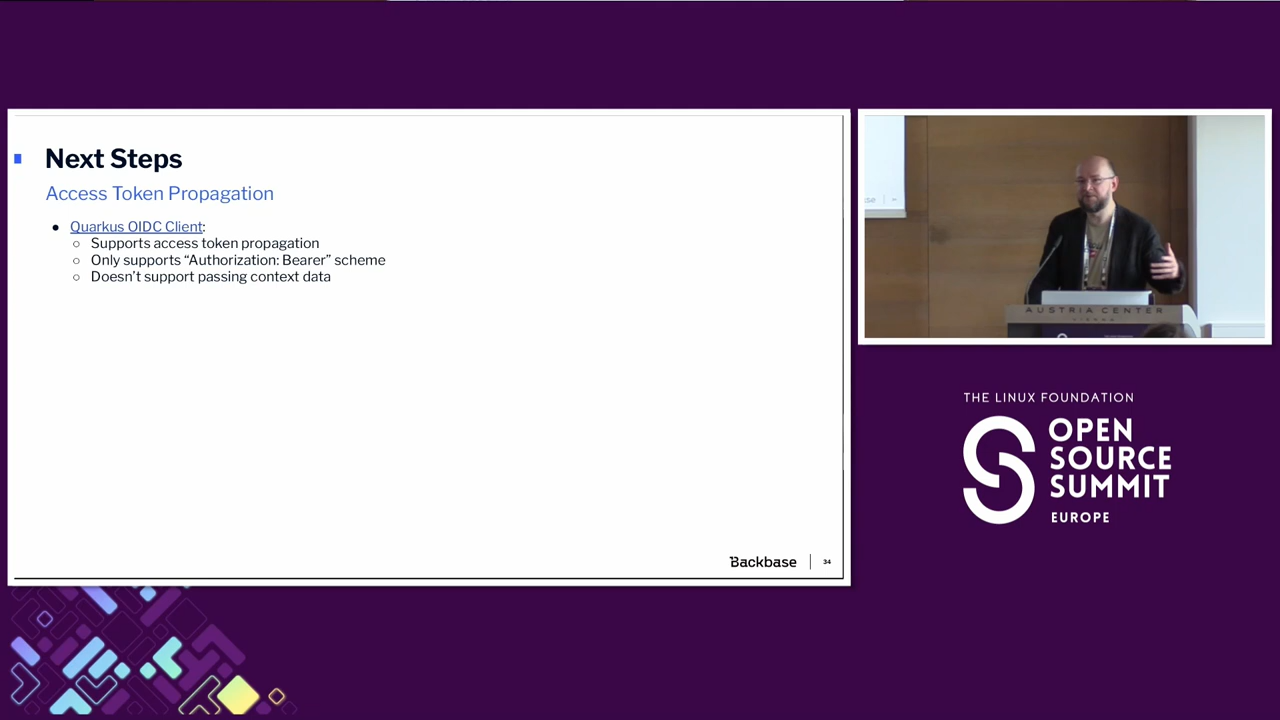 Next Steps
Access Token Propagation
Quarkus OIDC Client:
Supports access token propagation
Only supports “Authorization: Bearer” scheme
Doesn’t support passing context data
Backbase
34
AUSTRIA CENTER
THE LINUX FOUNDATION
OPEN
SOURCE
SUMMIT
EUROPE